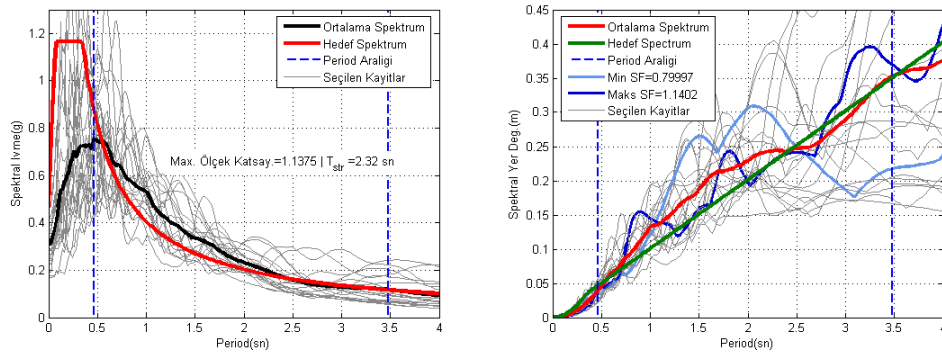 Ortalama Spektrum
Hedef Spektrum
Period Araligi
Seçilen Kayitlar
Max. Ölçek Katsay.=1.1375 | T_str =2.32 sn
Spektral Ivme(g)
1.2
1
0.8
0.6
0.4
0.2
0
0 0.5 1 1.5 2 2.5 3 3.5 4
Period(sn)
Ortalama Spektrum
Hedef Spectrum
Period Araligi
Min SF=0.79997
Maks SF=1.1402
Seçilen Kayitlar
Spektral Yer Deg.(m)
0.45
0.4
0.35
0.3
0.25
0.2
0.15
0.1
0.05
0
0 0.5 1 1.5 2 2.5 3 3.5 4
Period(sn)